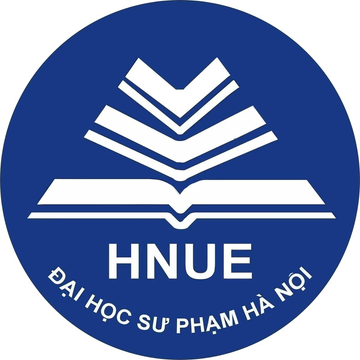 HNUE
ĐẠI HỌC SƯ PHẠM HÀ NỘI